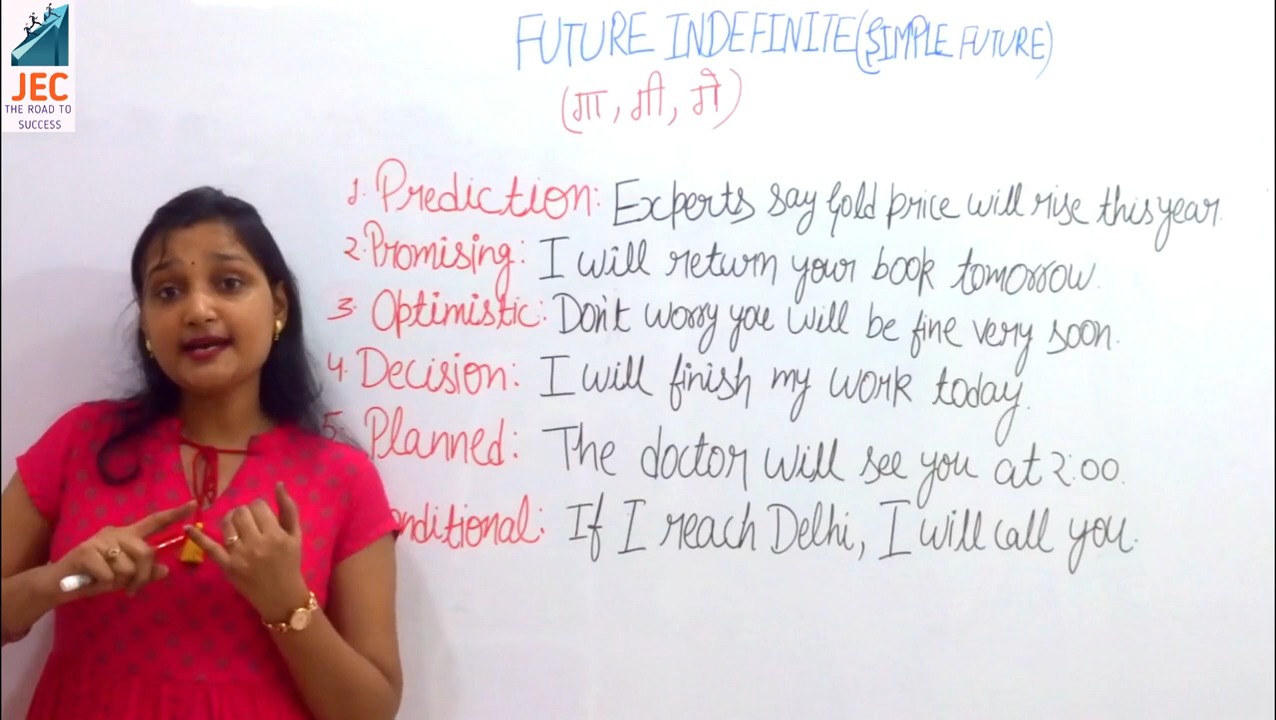 JEC
THE ROAD TO
SUCCESS
FUTURE INDEFINITE (SIMPLE FUTURE)
(गा, गी, गे)
1. Prediction: Experts say Gold price will rise this year.
2. Promising: I will return your book tomorrow.
3. Optimistic: Don't worry you will be fine very soon.
4. Decision: I will finish my work today.
5. Planned: The doctor will see you at 2:00.
onditional: If I reach Delhi, I will call you.